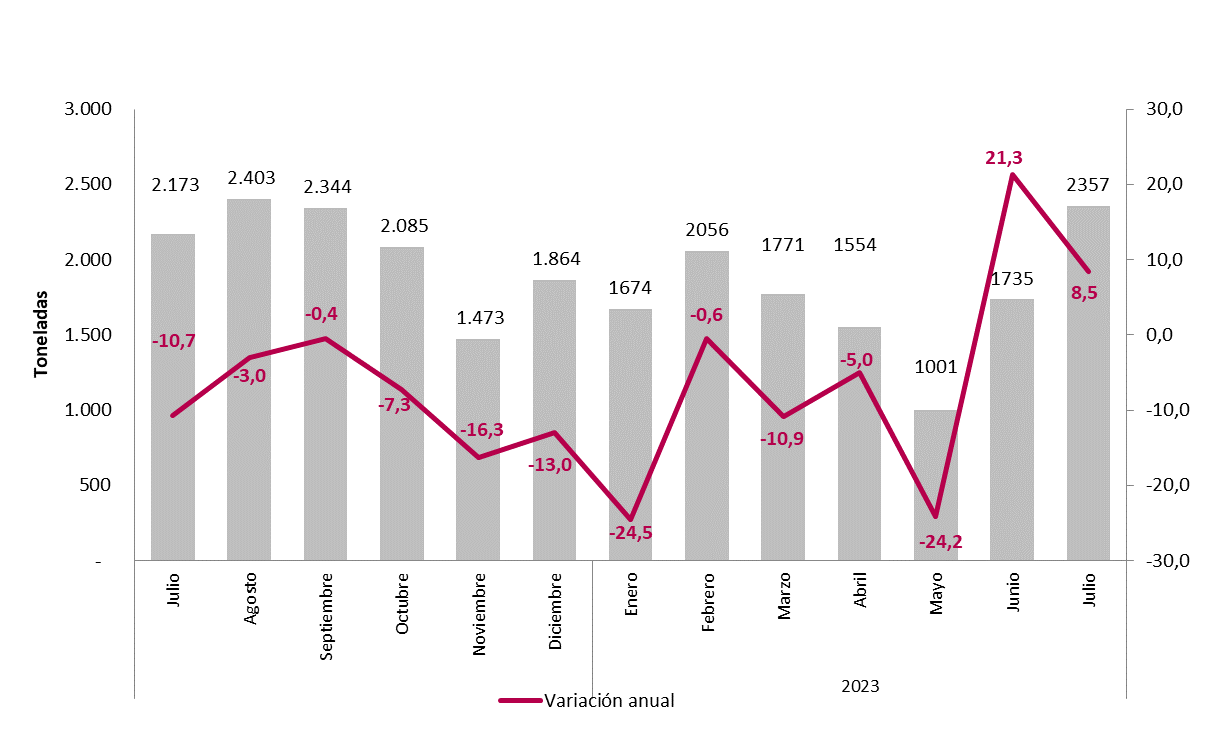 Toneladas
3.000
2.500
2.000
1.500
1.000
500
-
30,0
20,0
10,0
0,0
-10,0
-20,0
-30,0
2.173
2.403
2.344
2.085
1.473
1.864
1674
2056
1771
1554
1001
1735
2357
-10,7
-3,0
-0,4
-7,3
-16,3
-13,0
-24,5
-0,6
-10,9
-5,0
-24,2
21,3
8,5
Julio
Agosto
Septiembre
Octubre
Noviembre
Diciembre
Enero
Febrero
Marzo
Abril
Mayo
Junio
Julio
2023
Variación anual